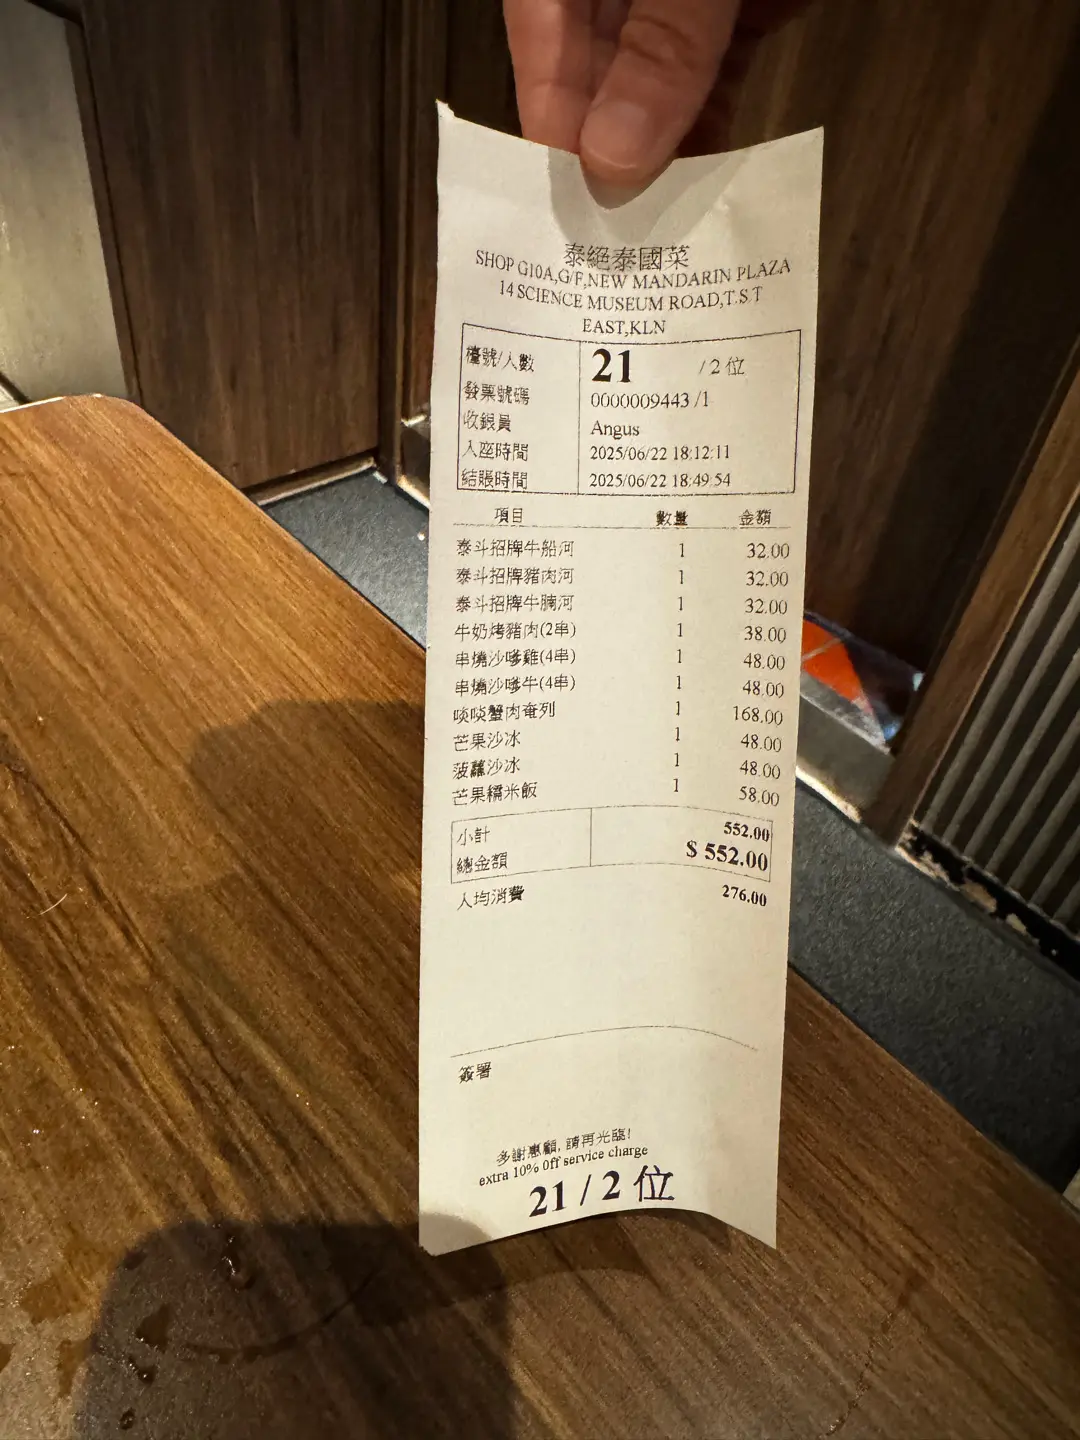 泰絕泰國菜
SHOP G10A,G/F,NEW MANDARIN PLAZA
14 SCIENCE MUSEUM ROAD,T.S.T
EAST,KLN
檯號/人數 21 /2 位
發票號碼 0000009443 /1
收銀員 Angus
入座時間 2025/06/22 18:12:11
結賬時間 2025/06/22 18:49:54
項目 數量 金額
泰斗招牌牛船河 1 32.00
泰斗招牌豬肉河 1 32.00
泰斗招牌牛腩河 1 32.00
牛奶烤豬肉(2串) 1 38.00
串燒沙嗲雞(4串) 1 48.00
串燒沙嗲牛(4串) 1 48.00
啖啖蟹肉奄列 1 168.00
芒果沙冰 1 48.00
菠蘿沙冰 1 48.00
芒果糯米飯 1 58.00
小計 552.00
總金額 $ 552.00
人均消費 276.00
簽署
多謝惠顧, 請再光臨!
extra 10% 0ff service charge
21 / 2 位